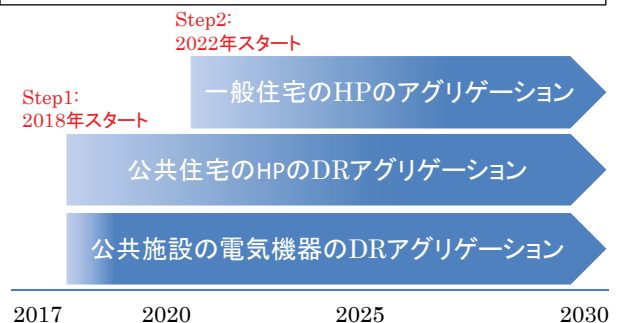 Step2:
2022年スタート
一般住宅のHPのアグリゲーション
Step1:
2018年スタート
公共住宅のHPのDRアグリゲーション
公共施設の電気機器のDRアグリゲーション
2017 2020 2025 2030